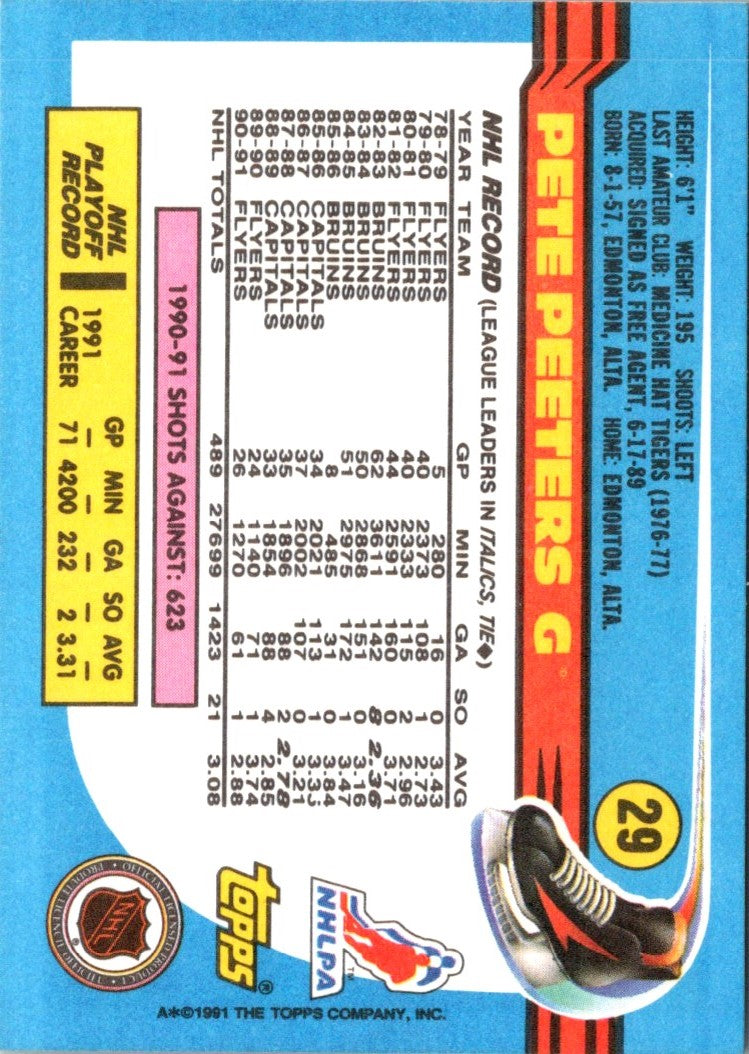 HEIGHT: 6'1" WEIGHT: 195 SHOOTS: LEFT
LAST AMATEUR CLUB: MEDICINE HAT TIGERS (1976-77)
ACQUIRED: SIGNED AS FREE AGENT, 6-17-89
BORN: 8-1-57, EDMONTON, ALTA. HOME: EDMONTON, ALTA.
29
PETE PEETERS G
NHL RECORD (LEAGUE LEADERS IN ITALICS, TIE◆)
YEAR TEAM GP MIN GA SO AVG
78-79 FLYERS 5 280 16 0 3.43
79-80 FLYERS 40 2373 108 1 2.73
80-81 FLYERS 40 2333 115 2 2.96
81-82 FLYERS 44 2591 160 0 3.71
82-83 BRUINS 62 3611 142 8 2.36
83-84 BRUINS 50 2868 151 0 3.16
84-85 BRUINS 51 2975 172 1 3.47
85-86 BRUINS 8 485 31 0 3.84
85-86 CAPITALS 34 2021 113 1 3.35
86-87 CAPITALS 37 2002 107 0 3.21
87-88 CAPITALS 35 1896 88 2 2.78
88-89 CAPITALS 33 1854 88 4 2.85
89-90 FLYERS 24 1140 71 1 3.74
90-91 FLYERS 26 1270 61 1 2.88
NHL TOTALS 489 27699 1423 21 3.08
1990-91 SHOTS AGAINST: 623
NHL PLAYOFF RECORD
GP MIN GA SO AVG
1991 — — — — —
CAREER 71 4200 232 2 3.31
NHLPA™
TOPPS®
NHL®
• OFFICIAL LICENSED PRODUCT •
A*©1991 THE TOPPS COMPANY, INC.